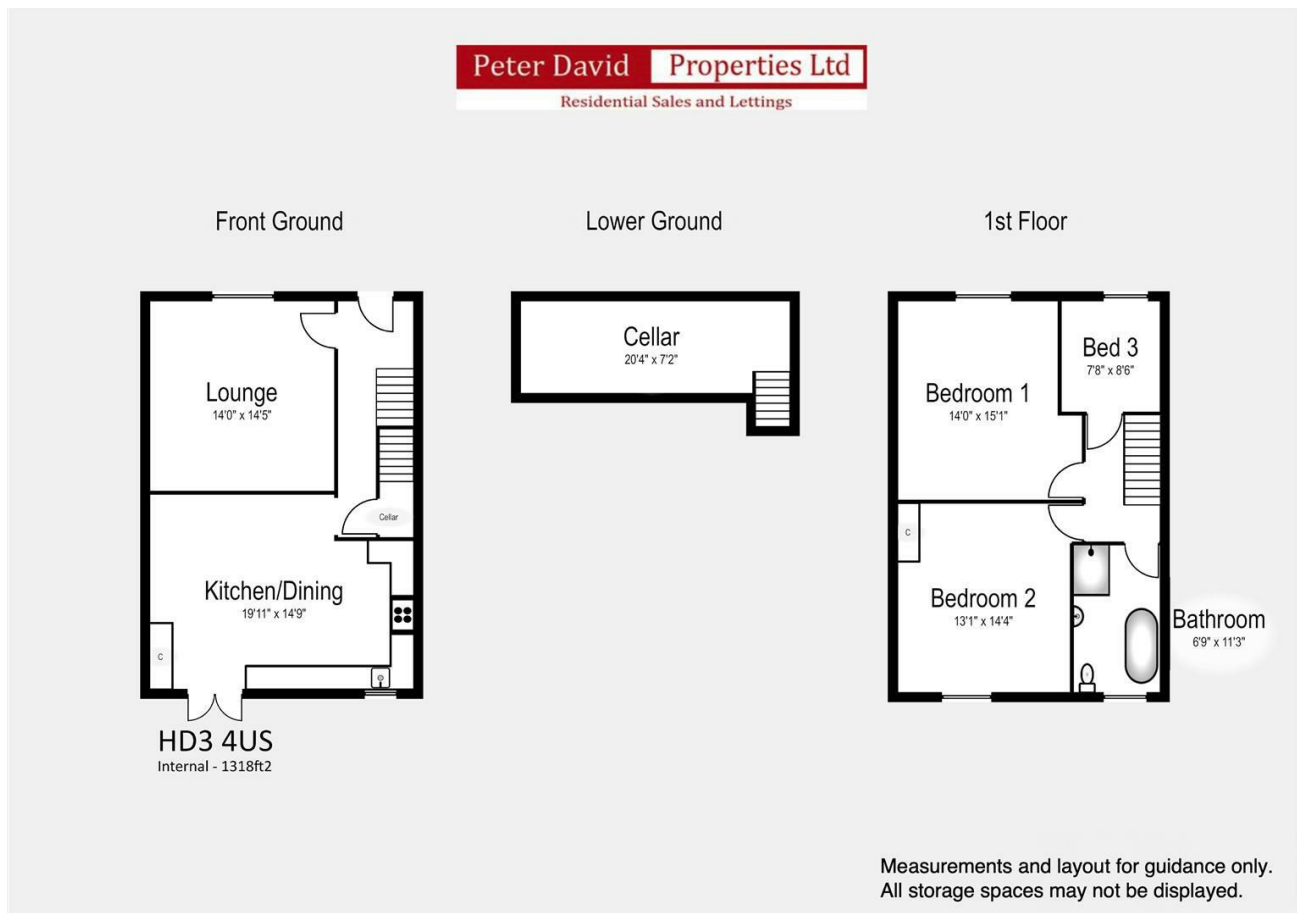 Peter David Properties Ltd
Residential Sales and Lettings
Front Ground
Lower Ground
1st Floor
Lounge
14'0" x 14'5"
Cellar
Kitchen/Dining
19'11" x 14'9"
C
HD3 4US
Internal - 1318ft2
Cellar
20'4" x 7'2"
Bed 3
7'8" x 8'6"
Bedroom 1
14'0" x 15'1"
C
Bedroom 2
13'1" x 14'4"
Bathroom
6'9" x 11'3"
Measurements and layout for guidance only.
All storage spaces may not be displayed.